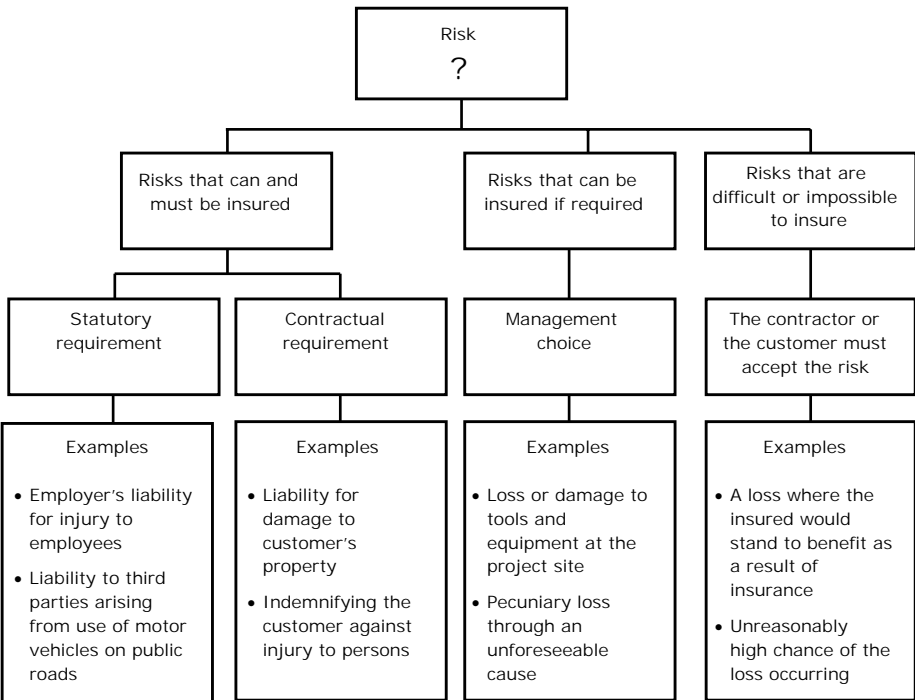 Risk
?
Risks that can and
must be insured
Risks that can be
insured if required
Risks that are
difficult or impossible
to insure
Statutory
requirement
Contractual
requirement
Management
choice
The contractor or
the customer must
accept the risk
Examples
• Employer's liability
for injury to
employees
• Liability to third
parties arising
from use of motor
vehicles on public
roads
Examples
• Liability for
damage to
customer's
property
• Indemnifying the
customer against
injury to persons
Examples
• Loss or damage to
tools and
equipment at the
project site
• Pecuniary loss
through an
unforeseeable
cause
Examples
• A loss where the
insured would
stand to benefit as
a result of
insurance
• Unreasonably
high chance of the
loss occurring